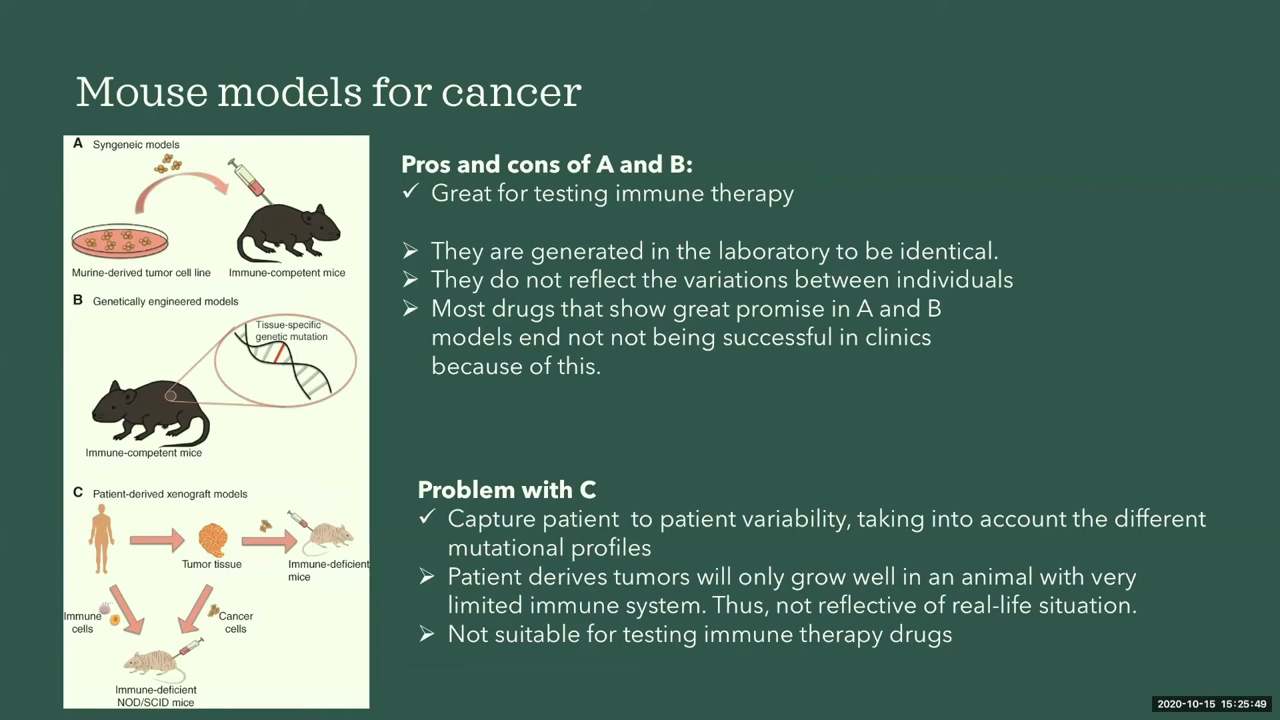 Mouse models for cancer
A Syngeneic models
Murine-derived tumor cell line
Immune-competent mice
B Genetically engineered models
Tissue-specific
genetic mutation
Immune-competent mice
C Patient-derived xenograft models
Tumor tissue
Immune-deficient
mice
Immune
cells
Cancer
cells
Immune-deficient
NOD/SCID mice
Pros and cons of A and B:
✓ Great for testing immune therapy
➢ They are generated in the laboratory to be identical.
➢ They do not reflect the variations between individuals
➢ Most drugs that show great promise in A and B
models end not not being successful in clinics
because of this.
Problem with C
✓ Capture patient to patient variability, taking into account the different
mutational profiles
➢ Patient derives tumors will only grow well in an animal with very
limited immune system. Thus, not reflective of real-life situation.
➢ Not suitable for testing immune therapy drugs
2020-10-15 15:25:49